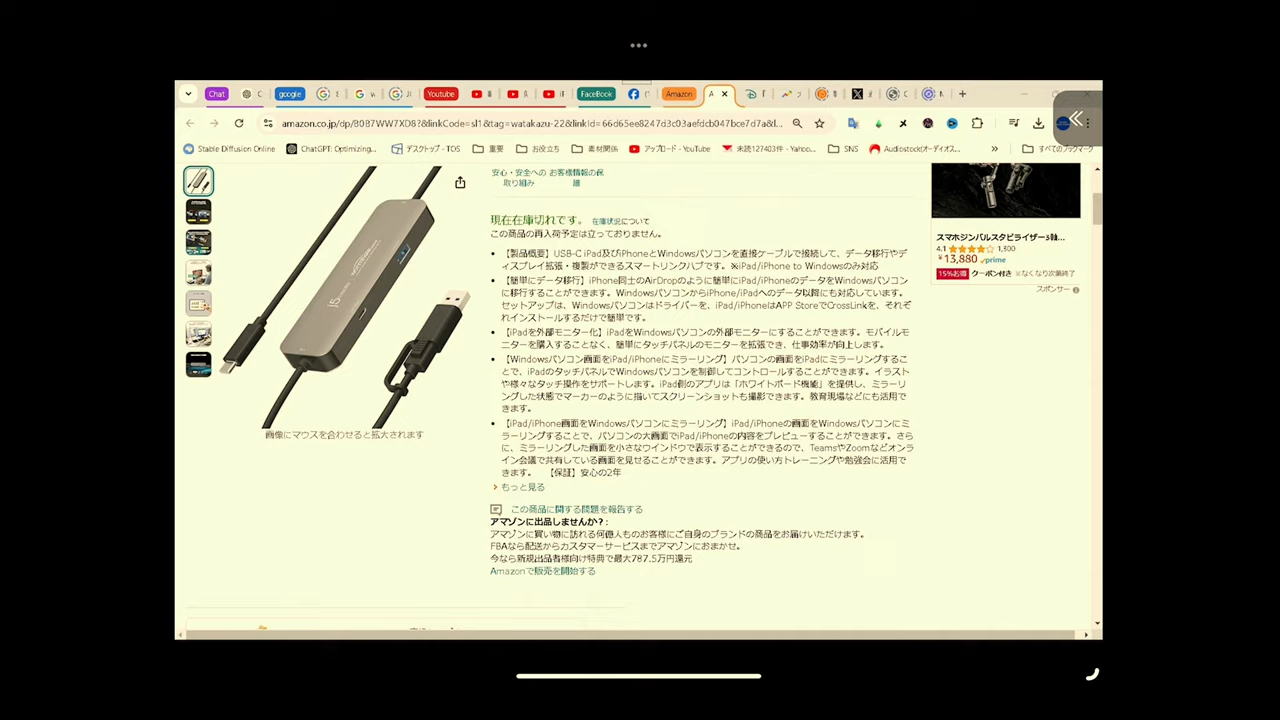 Chat
google
Youtube
FaceBook
Amazon
amazon.co.jp/dp/B0B7WW7XD8?&linkCode=sl1&tag=watakazu-22&linkId=66d65ee8247d3c03aefdcb047bce7d7a&l...
Stable Diffusion Online
ChatGPT: Optimizing...
デスクトップ - TOS
重要
お役立ち
素材関係
アップロード - YouTube
未読127403件 - Yahoo...
SNS
Audiostock(オーディオス...
»
すべてのブックマーク
安心・安全への お客様情報の保
取り組み
現在在庫切れです。 在庫状況について
この商品の再入荷予定は立っておりません。
【製品概要】USB-C iPad及びiPhoneとWindowsパソコンを直接ケーブルで接続して、データ移行やデ
ィスプレイ拡張・複製ができるスマートリンクハブです。※iPad/iPhone to Windowsのみ対応
【簡単にデータ移行】iPhone同士のAirDropのように簡単にiPad/iPhoneのデータをWindowsパソコン
に移行することができます。WindowsパソコンからiPhone/iPadへのデータ以降にも対応しています。
セットアップは、Windowsパソコンはドライバーを、iPad/iPhoneはAPP StoreでCrossLinkを、それぞ
れインストールするだけで簡単です。
【iPadを外部モニター化】iPadをWindowsパソコンの外部モニターにすることができます。モバイルモ
ニターを購入することなく、簡単にタッチパネルのモニターを拡張でき、仕事効率が向上します。
【Windowsパソコン画面をiPad/iPhoneにミラーリング】パソコンの画面をiPadにミラーリングするこ
とで、iPadのタッチパネルでWindowsパソコンを制御してコントロールすることができます。イラスト
や様々なタッチ操作をサポートします。iPad側のアプリは「ホワイトボード機能」を提供し、ミラーリ
ングした状態でマーカーのように描いてスクリーンショットも撮影できます。教育現場などにも活用で
きます。
【iPad/iPhone画面をWindowsパソコンにミラーリング】iPad/iPhoneの画面をWindowsパソコンにミ
ラーリングすることで、パソコンの大画面でiPad/iPhoneの内容をプレビューすることができます。さら
に、ミラーリングした画面を小さなウインドウで表示することができるので、TeamsやZoomなどオンラ
イン会議で共有している画面を見せることができます。アプリの使い方トレーニングや勉強会に活用で
きます。 【保証】安心の2年
もっと見る
この商品に関する問題を報告する
アマゾンに出品しませんか？:
アマゾンに買い物に訪れる何億人ものお客様にご自身のブランドの商品をお届けいただけます。
FBAなら配送からカスタマーサービスまでアマゾンにおまかせ。
今なら新規出品者様向け特典で最大787.5万円還元
Amazonで販売を開始する
画像にマウスを合わせると拡大されます
スマホジンバルスタビライザー3軸...
4.1 1,300
¥13,880 prime
15%お得 クーポン付き ※なくなり次第終了
スポンサー